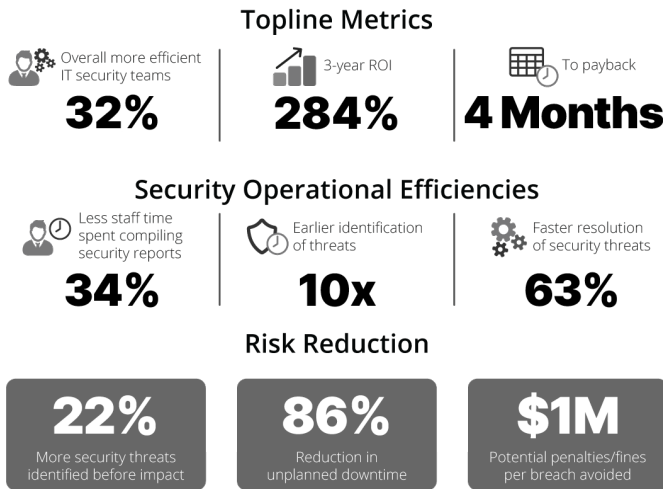 Topline Metrics
Overall more efficient
IT security teams
32%
3-year ROI
284%
To payback
4 Months
Security Operational Efficiencies
Less staff time
spent compiling
security reports
34%
Earlier identification
of threats
10x
Faster resolution
of security threats
63%
Risk Reduction
22%
More security threats
identified before impact
86%
Reduction in
unplanned downtime
$1M
Potential penalties/fines
per breach avoided